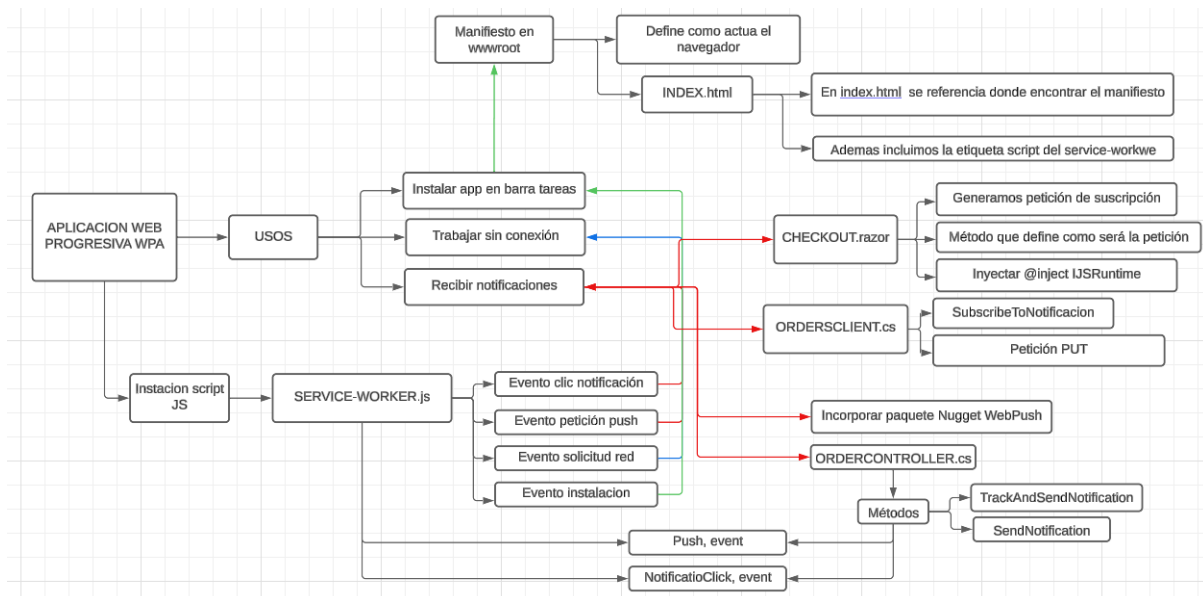 Manifiesto en
wwwroot
Define como actua el
navegador
INDEX.html
En index.html se referencia donde encontrar el manifiesto
Ademas incluimos la etiqueta script del service-workwe
APLICACION WEB
PROGRESIVA WPA
USOS
Instalar app en barra tareas
Trabajar sin conexión
Recibir notificaciones
CHECKOUT.razor
Generamos petición de suscripción
Método que define como será la petición
Inyectar @inject IJSRuntime
ORDERSCLIENT.cs
SubscribeToNotificacion
Petición PUT
Instacion script
JS
SERVICE-WORKER.js
Evento clic notificación
Evento petición push
Evento solicitud red
Evento instalacion
Incorporar paquete Nugget WebPush
ORDERCONTROLLER.cs
Métodos
TrackAndSendNotification
SendNotification
Push, event
NotificatioClick, event